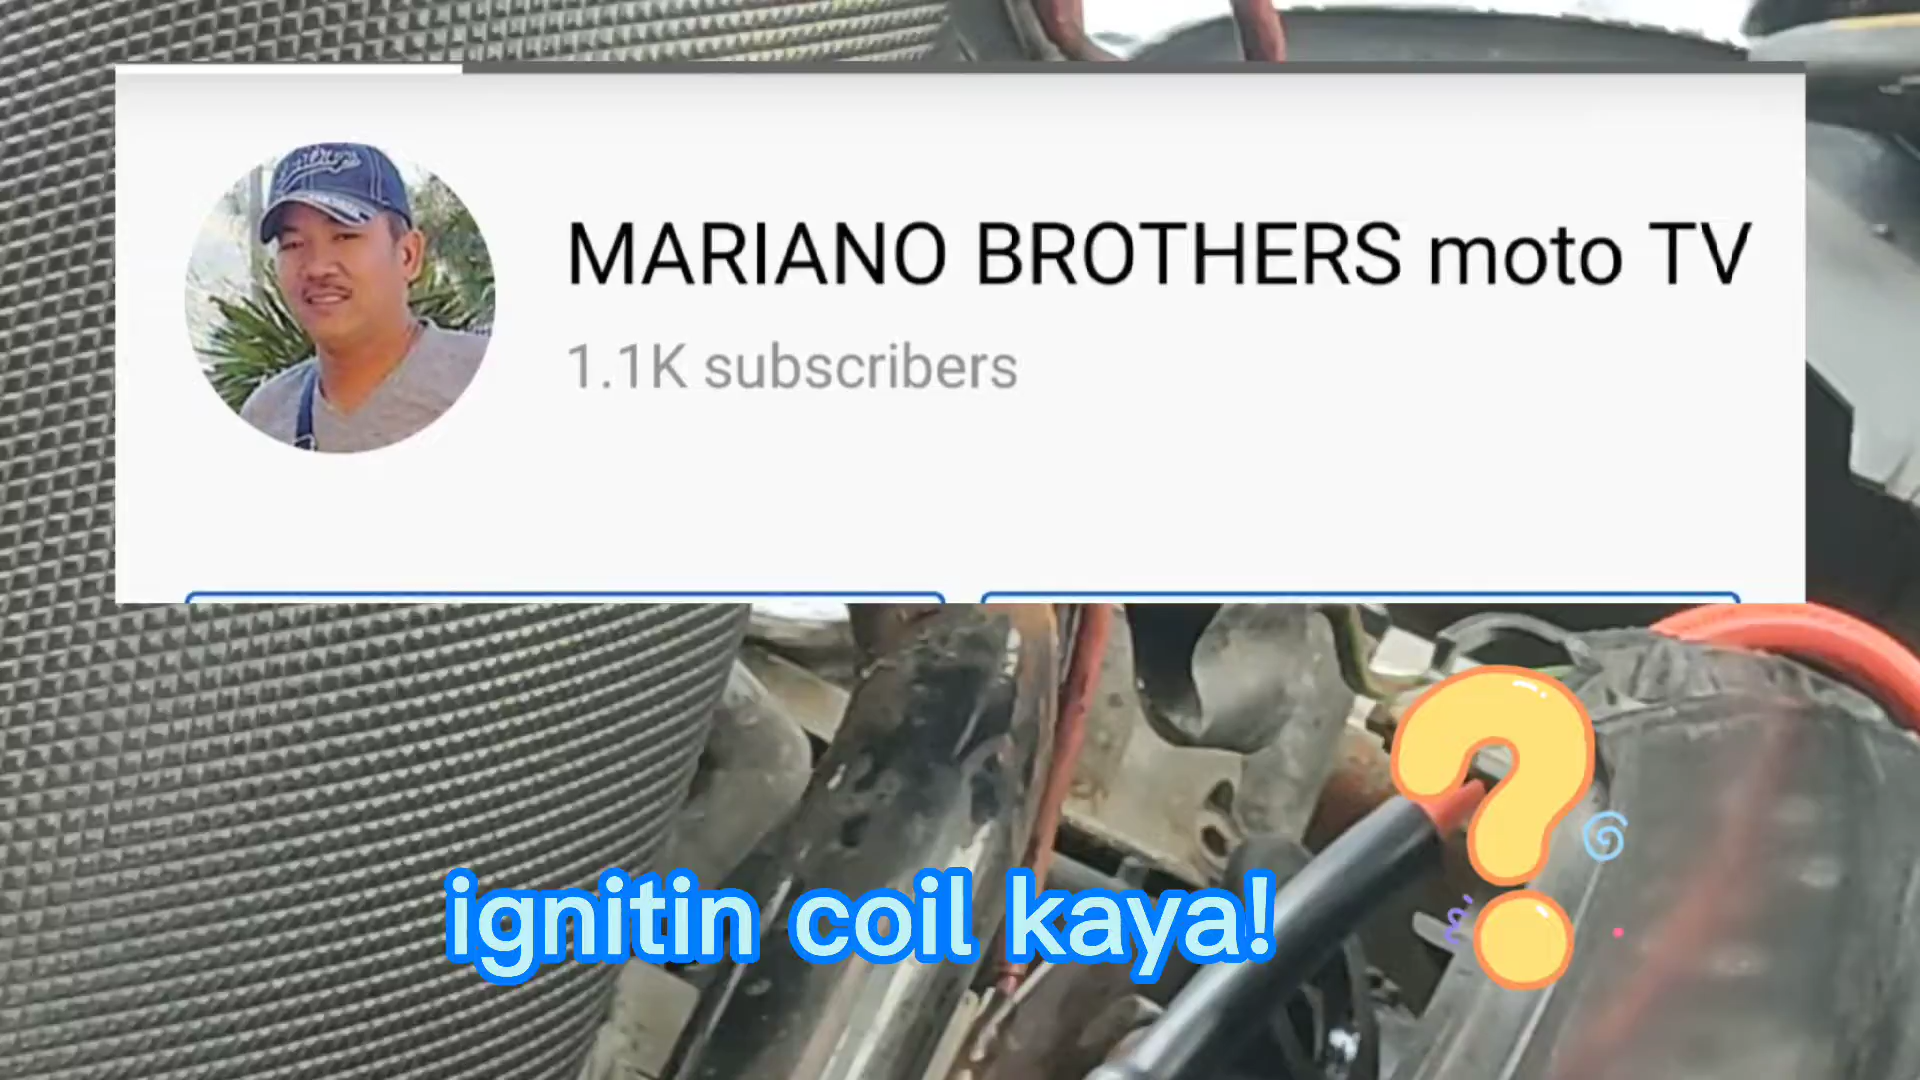 MARIANO BROTHERS moto TV
1.1K subscribers
ignitin coil kaya!
?